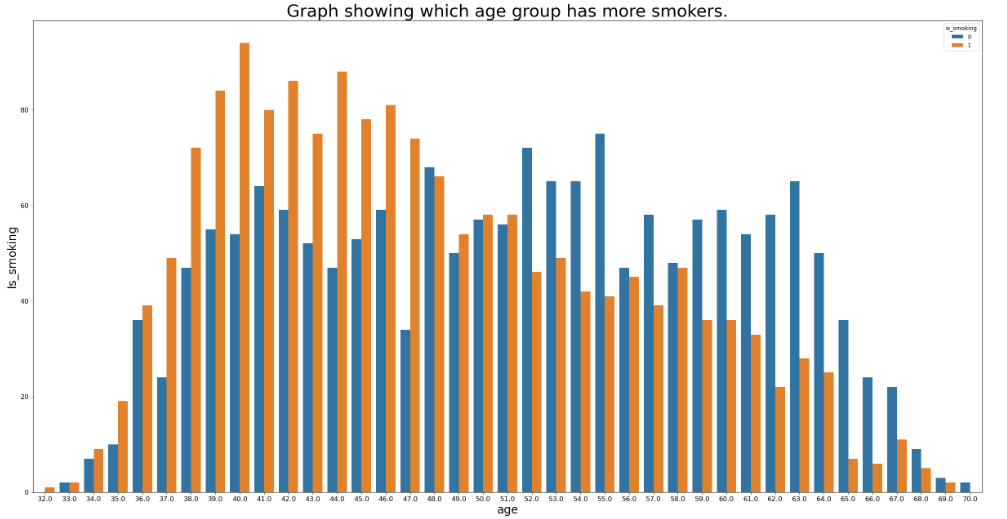 Graph showing which age group has more smokers.
is_smoking
0
1
Is_smoking
80
60
40
20
0
32.0 33.0 34.0 35.0 36.0 37.0 38.0 39.0 40.0 41.0 42.0 43.0 44.0 45.0 46.0 47.0 48.0 49.0 50.0 51.0 52.0 53.0 54.0 55.0 56.0 57.0 58.0 59.0 60.0 61.0 62.0 63.0 64.0 65.0 66.0 67.0 68.0 69.0 70.0
age